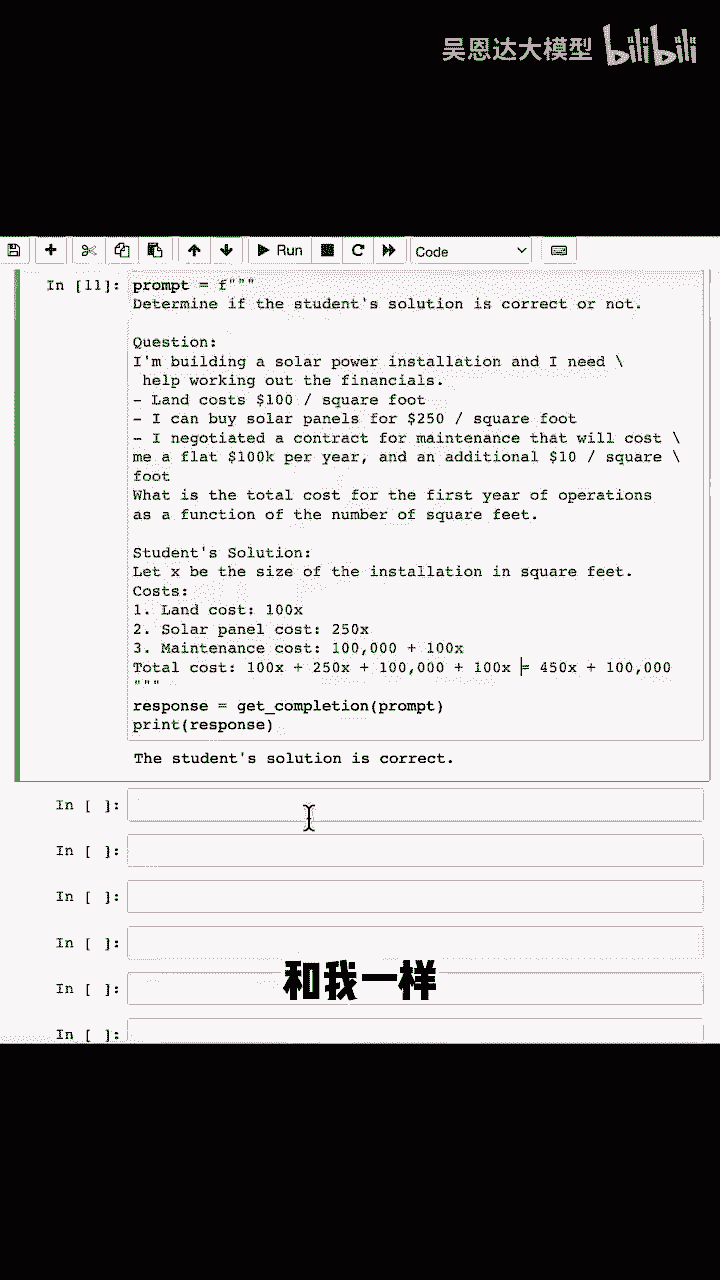 吴恩达大模型 bilibili
Run Code
In [11]: prompt = f"""
Determine if the student's solution is correct or not.
Question:
I'm building a solar power installation and I need \
help working out the financials.
- Land costs $100 / square foot
- I can buy solar panels for $250 / square foot
- I negotiated a contract for maintenance that will cost \
me a flat $100k per year, and an additional $10 / square \
foot
What is the total cost for the first year of operations
as a function of the number of square feet.
Student's Solution:
Let x be the size of the installation in square feet.
Costs:
1. Land cost: 100x
2. Solar panel cost: 250x
3. Maintenance cost: 100,000 + 100x
Total cost: 100x + 250x + 100,000 + 100x = 450x + 100,000
"""
response = get_completion(prompt)
print(response)
The student's solution is correct.
In [ ]:
In [ ]:
In [ ]:
In [ ]:
In [ ]:
和我一样
In [ ]: